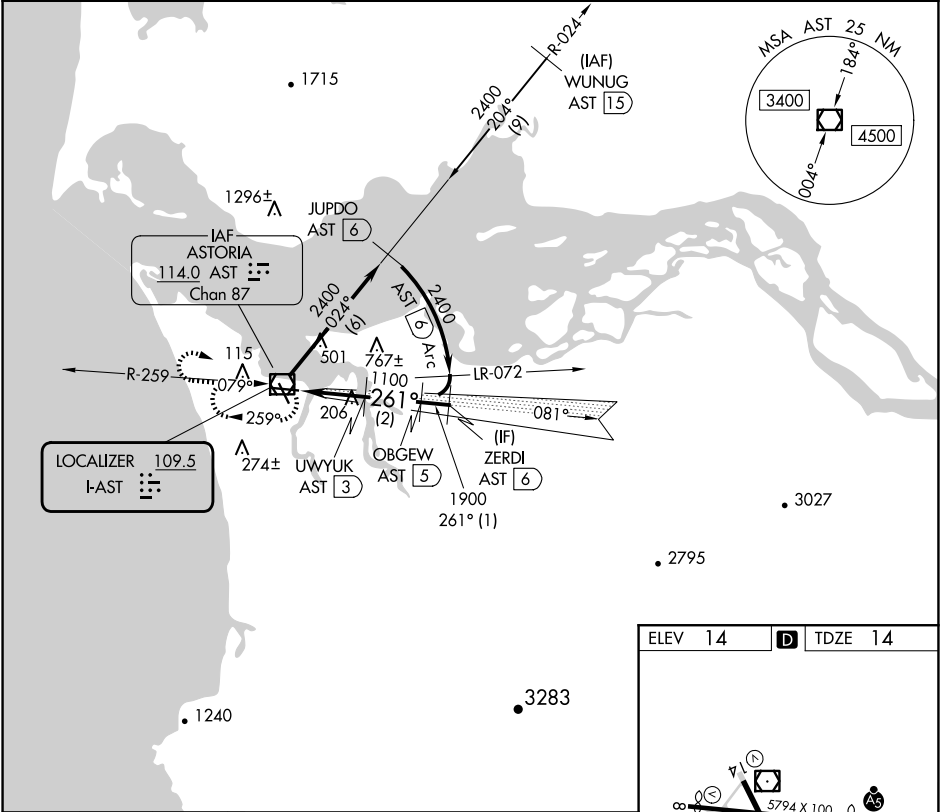 MSA AST 25 NM
184°
3400
4500
004°
R-024
(IAF)
WUNUG
AST 15
2400
204°
(9)
1715
1296±
JUPDO
AST 6
IAF
ASTORIA
114.0 AST
Chan 87
2400
024°
(6)
2400
AST 6 Arc
501
767±
115
R-259
079°
1100
261°
(2)
LR-072
206
259°
081°
LOCALIZER 109.5
I-AST
274±
UWYUK
AST 3
OBGEW
AST 5
(IF)
ZERDI
AST 6
1900
261° (1)
3027
2795
3283
1240
ELEV 14
D
TDZE 14
14
V
V
8
5794 X 100
A5